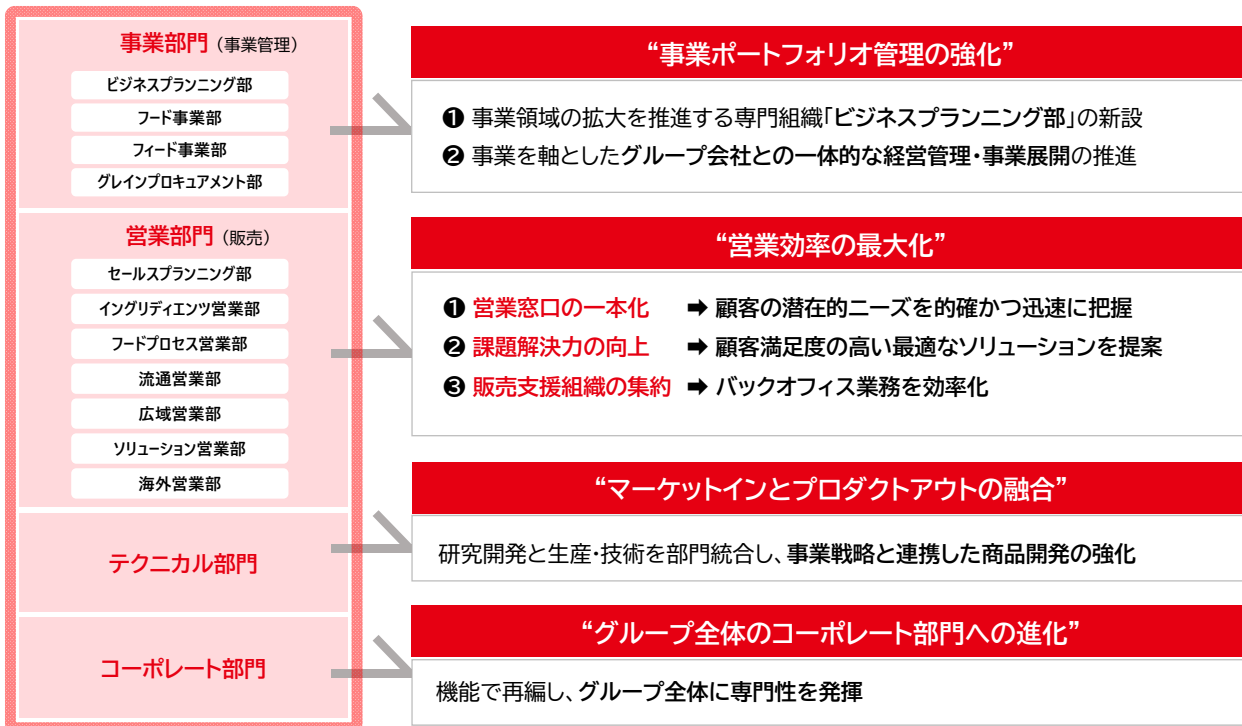 事業部門（事業管理）
ビジネスプランニング部
フード事業部
フィード事業部
グレインプロキュアメント部
営業部門（販売）
セールスプランニング部
イングリディエンツ営業部
フードプロセス営業部
流通営業部
広域営業部
ソリューション営業部
海外営業部
テクニカル部門
コーポレート部門
“事業ポートフォリオ管理の強化”
❶ 事業領域の拡大を推進する専門組織「ビジネスプランニング部」の新設
❷ 事業を軸としたグループ会社との一体的な経営管理・事業展開の推進
“営業効率の最大化”
❶ 営業窓口の一本化 ➡ 顧客の潜在的ニーズを的確かつ迅速に把握
❷ 課題解決力の向上 ➡ 顧客満足度の高い最適なソリューションを提案
❸ 販売支援組織の集約 ➡ バックオフィス業務を効率化
“マーケットインとプロダクトアウトの融合”
研究開発と生産・技術を部門統合し、事業戦略と連携した商品開発の強化
“グループ全体のコーポレート部門への進化”
機能で再編し、グループ全体に専門性を発揮